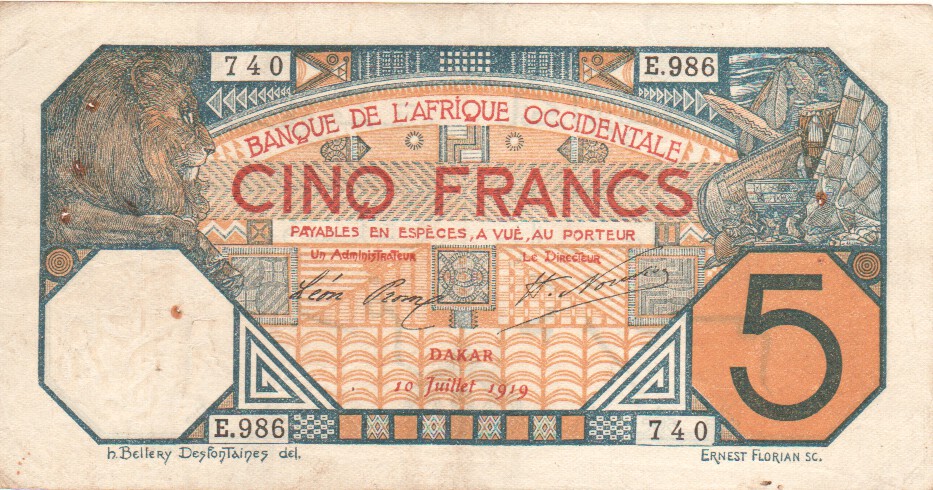 740 E.986
BANQUE DE L'AFRIQUE OCCIDENTALE
CINQ FRANCS
PAYABLES EN ESPÈCES, A VUE, AU PORTEUR
Un Administrateur Le Directeur
Léon
5
DAKAR
10 Juillet 1919
E.986 740
h. Bellery Desfontaines del. ERNEST FLORIAN SC.